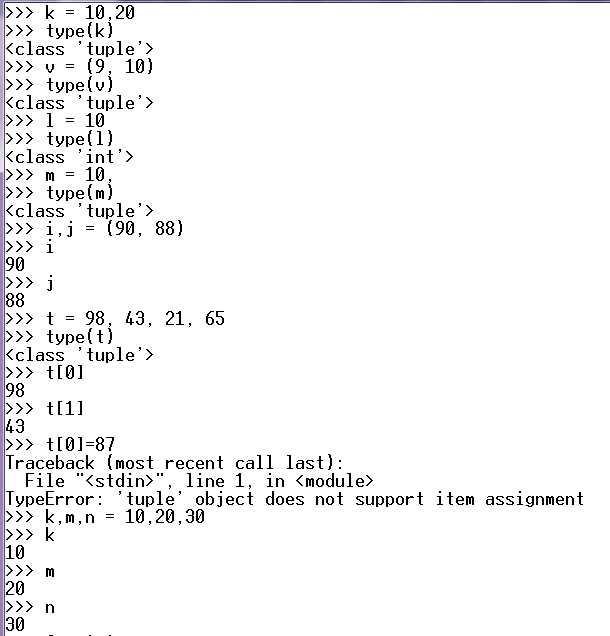 >>> k = 10,20
>>> type(k)
<class 'tuple'>
>>> v = (9, 10)
>>> type(v)
<class 'tuple'>
>>> l = 10
>>> type(l)
<class 'int'>
>>> m = 10,
>>> type(m)
<class 'tuple'>
>>> i,j = (90, 88)
>>> i
90
>>> j
88
>>> t = 98, 43, 21, 65
>>> type(t)
<class 'tuple'>
>>> t[0]
98
>>> t[1]
43
>>> t[0]=87
Traceback (most recent call last):
  File "<stdin>", line 1, in <module>
TypeError: 'tuple' object does not support item assignment
>>> k,m,n = 10,20,30
>>> k
10
>>> m
20
>>> n
30